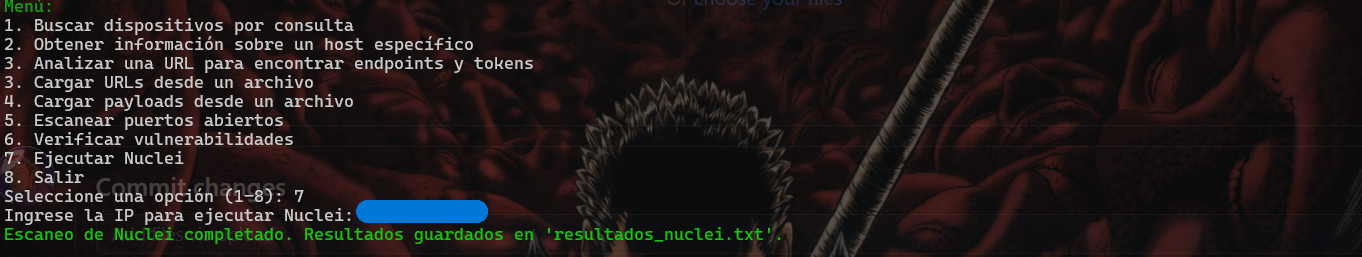 Or choose your files
Menú:
1. Buscar dispositivos por consulta
2. Obtener información sobre un host específico
3. Analizar una URL para encontrar endpoints y tokens
3. Cargar URLs desde un archivo
4. Cargar payloads desde un archivo
5. Escanear puertos abiertos
6. Verificar vulnerabilidades
7. Ejecutar Nuclei
8. Salir
Commit changes
Seleccione una opción (1-8): 7
Ingrese la IP para ejecutar Nuclei:
Escaneo de Nuclei completado. Resultados guardados en 'resultados_nuclei.txt'.